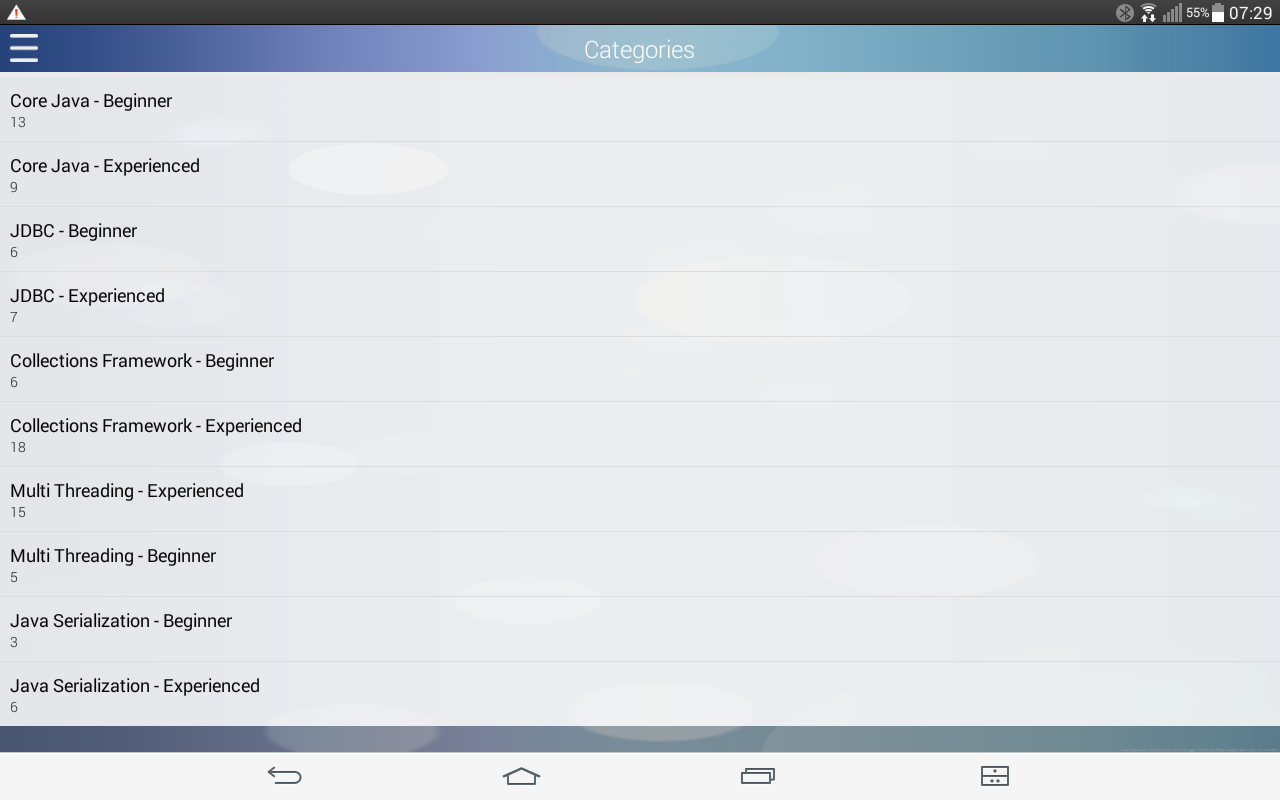 55% 07:29
Categories
Core Java - Beginner
13
Core Java - Experienced
9
JDBC - Beginner
6
JDBC - Experienced
7
Collections Framework - Beginner
6
Collections Framework - Experienced
18
Multi Threading - Experienced
15
Multi Threading - Beginner
5
Java Serialization - Beginner
3
Java Serialization - Experienced
6